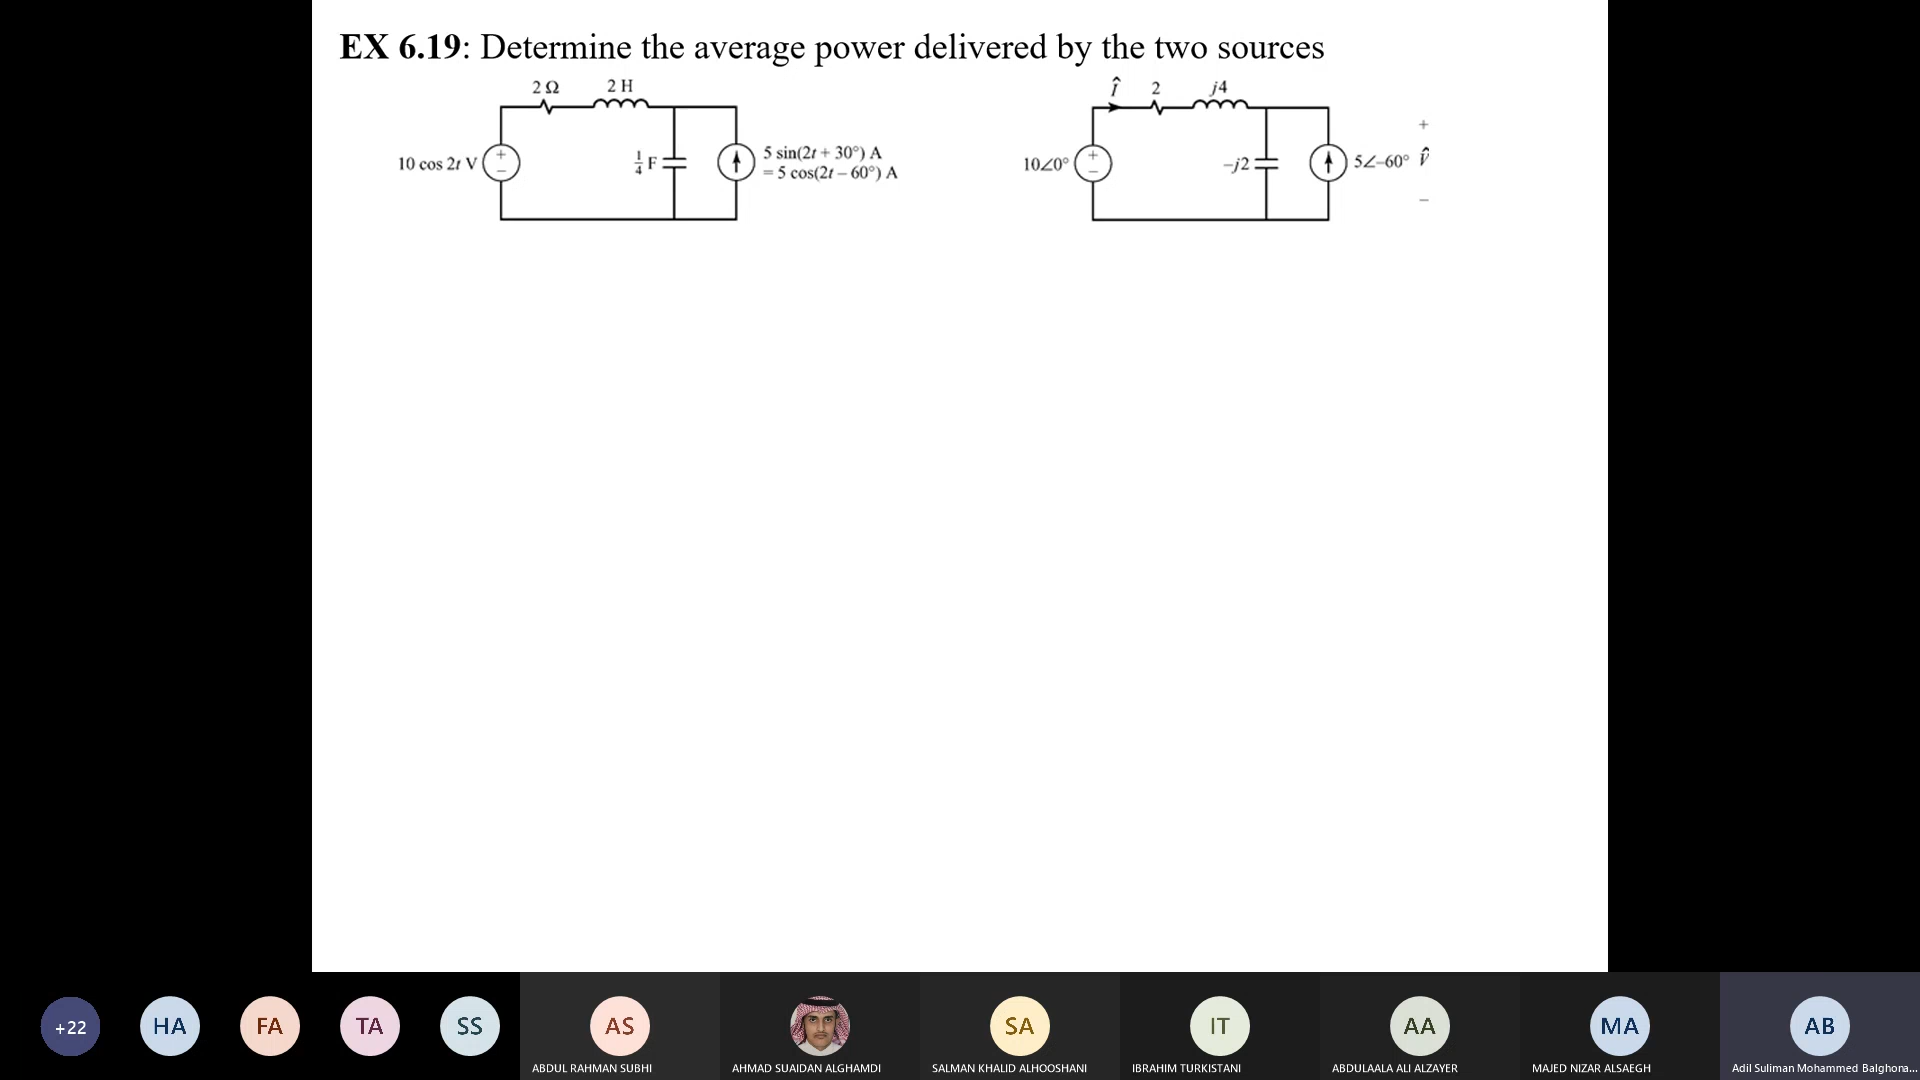 EX 6.19: Determine the average power delivered by the two sources
2 Ω
2 H
10 cos 2t V
+
−
1/4 F
5 sin(2t + 30°) A
= 5 cos(2t – 60°) A
Î
2
j4
10∠0°
+
−
−j2
5∠–60°
+
V̂
−
+22
HA
FA
TA
SS
AS
ABDUL RAHMAN SUBHI
AHMAD SUAIDAN ALGHAMDI
SA
SALMAN KHALID ALHOOSHANI
IT
IBRAHIM TURKISTANI
AA
ABDULAALA ALI ALZAYER
MA
MAJED NIZAR ALSAEGH
AB
Adil Suliman Mohammed Balghona...